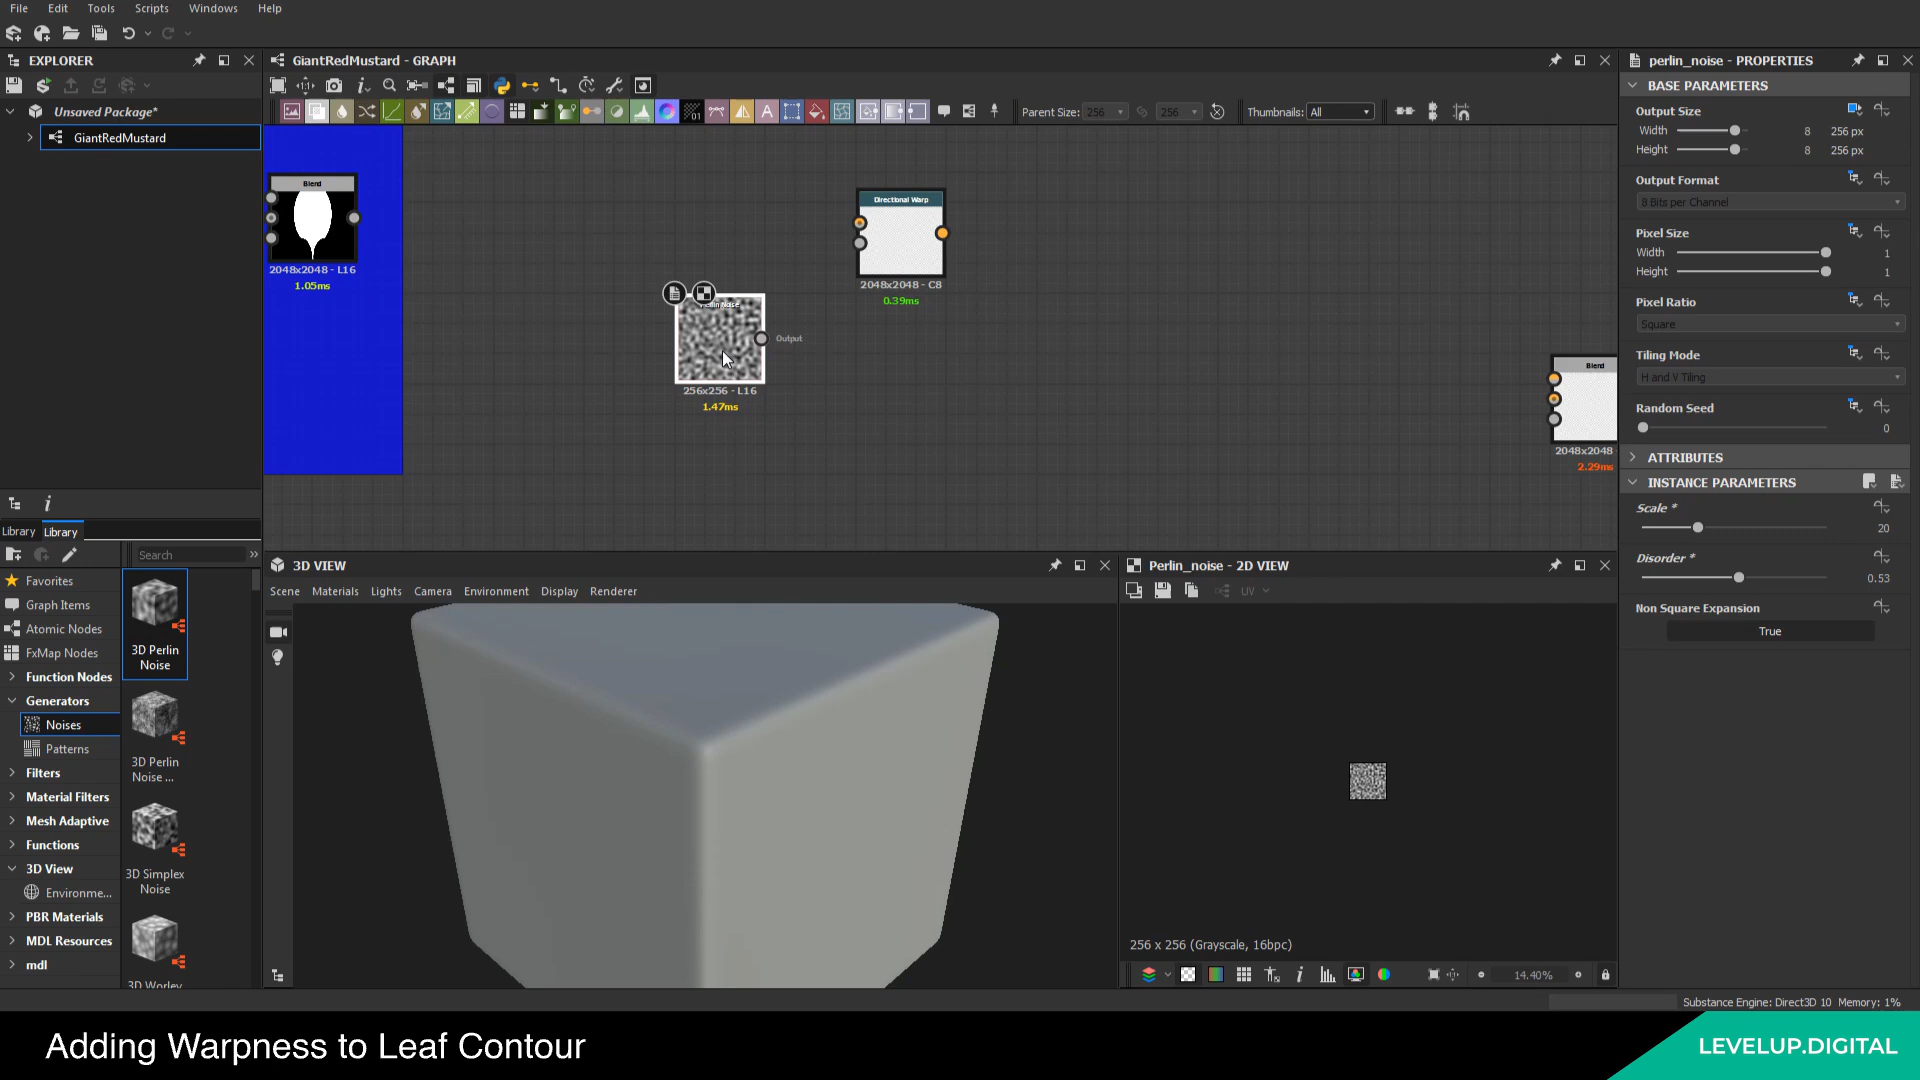 File Edit Tools Scripts Windows Help
EXPLORER
Unsaved Package*
GiantRedMustard
GiantRedMustard - GRAPH
Parent Size: 256 256 Thumbnails: All
Blend
2048x2048 - L16
1.05ms
Directional Warp
2048x2048 - C8
0.39ms
Output
256x256 - L16
1.47ms
Blend
2048x2048
2.29ms
Library Library
Search
Favorites
Graph Items
Atomic Nodes
FxMap Nodes
Function Nodes
Generators
Noises
Patterns
Filters
Material Filters
Mesh Adaptive
Functions
3D View
Environme...
PBR Materials
MDL Resources
mdl
3D Perlin
Noise
3D Perlin
Noise ...
3D Simplex
Noise
3D Worley
3D VIEW
Scene Materials Lights Camera Environment Display Renderer
Perlin_noise - 2D VIEW
UV
256 x 256 (Grayscale, 16bpc)
14.40%
perlin_noise - PROPERTIES
BASE PARAMETERS
Output Size
Width 8 256 px
Height 8 256 px
Output Format
8 Bits per Channel
Pixel Size
Width 1
Height 1
Pixel Ratio
Square
Tiling Mode
H and V Tiling
Random Seed
0
ATTRIBUTES
INSTANCE PARAMETERS
Scale *
20
Disorder *
0.53
Non Square Expansion
True
Substance Engine: Direct3D 10 Memory: 1%
Adding Warpness to Leaf Contour
LEVELUP.DIGITAL